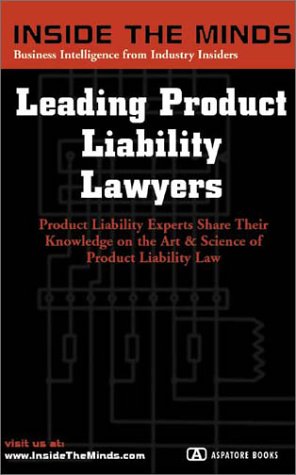 INSIDE THE MINDS
Business Intelligence from Industry Insiders
Leading Product
Liability
Lawyers
Product Liability Experts Share Their
Knowledge on the Art & Science of
Product Liability Law
visit us at:
www.InsideTheMinds.com
A ASPATORE BOOKS